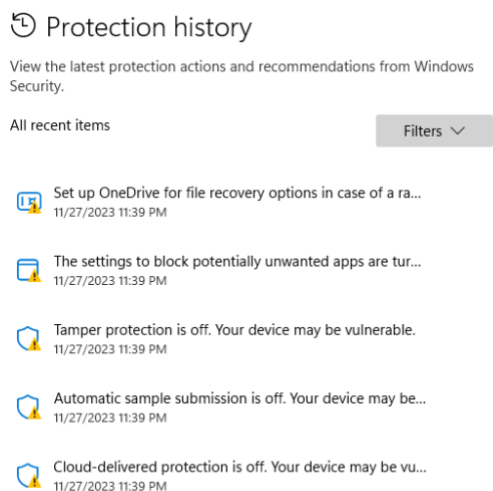 Protection history
View the latest protection actions and recommendations from Windows
Security.
All recent items
Filters
Set up OneDrive for file recovery options in case of a ra...
11/27/2023 11:39 PM
The settings to block potentially unwanted apps are tur...
11/27/2023 11:39 PM
Tamper protection is off. Your device may be vulnerable.
11/27/2023 11:39 PM
Automatic sample submission is off. Your device may be...
11/27/2023 11:39 PM
Cloud-delivered protection is off. Your device may be vu...
11/27/2023 11:39 PM